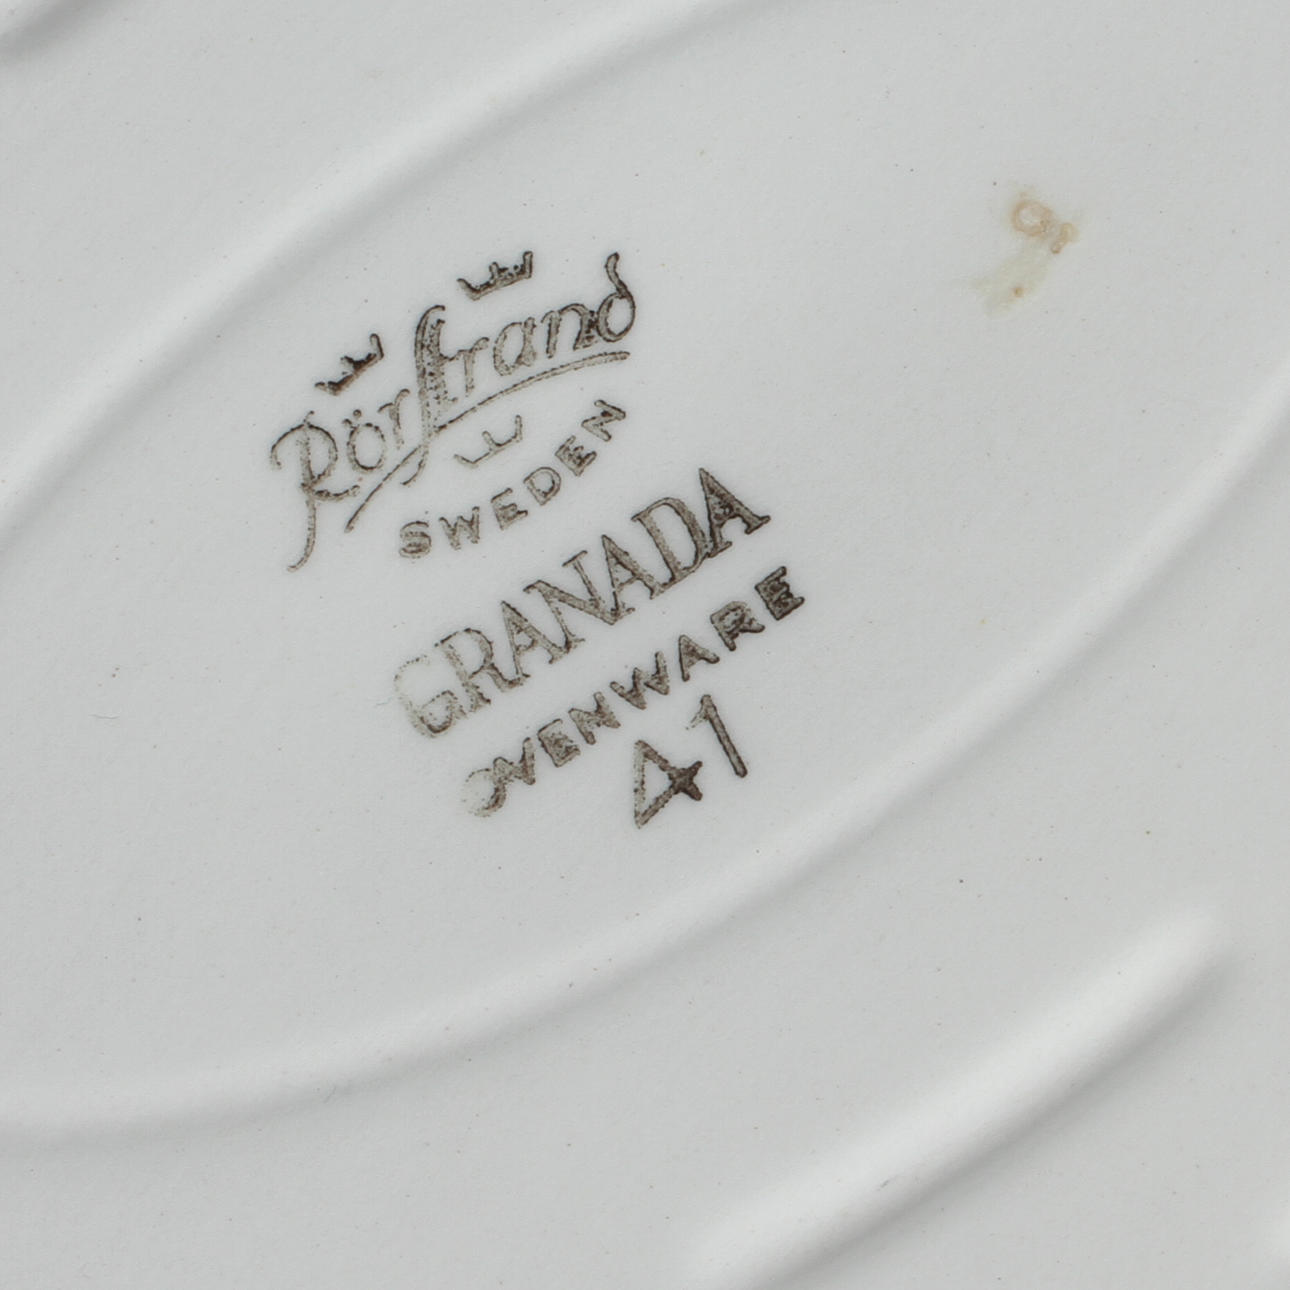 Rörstrand
SWEDEN
GRANADA
OVENWARE
41